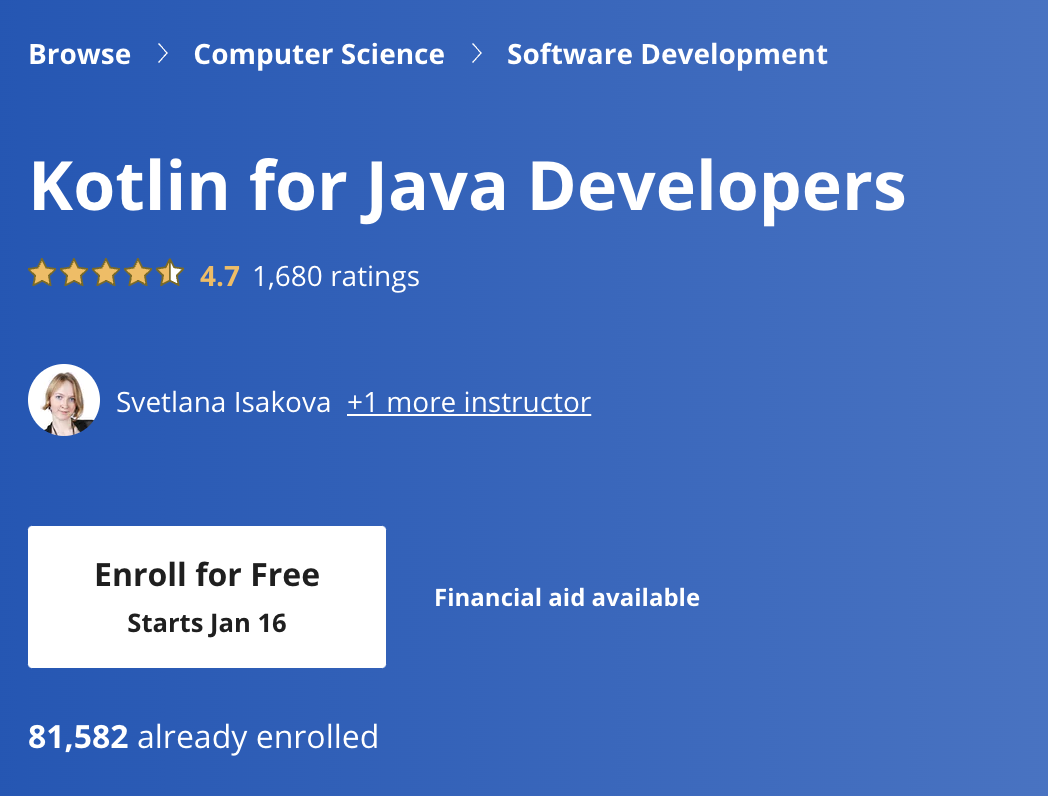 Browse > Computer Science > Software Development
Kotlin for Java Developers
4.7 1,680 ratings
Svetlana Isakova +1 more instructor
Enroll for Free
Starts Jan 16
Financial aid available
81,582 already enrolled